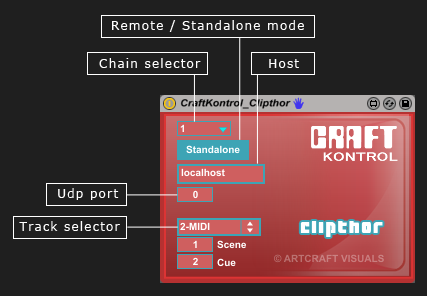 Remote / Standalone mode
Chain selector
Host
CraftKontrol_Clipthor
1
CRAFT
KONTROL
Standalone
localhost
Udp port
0
Track selector
2-MIDI
clipthor
1 Scene
2 Cue
© ARTCRAFT VISUALS